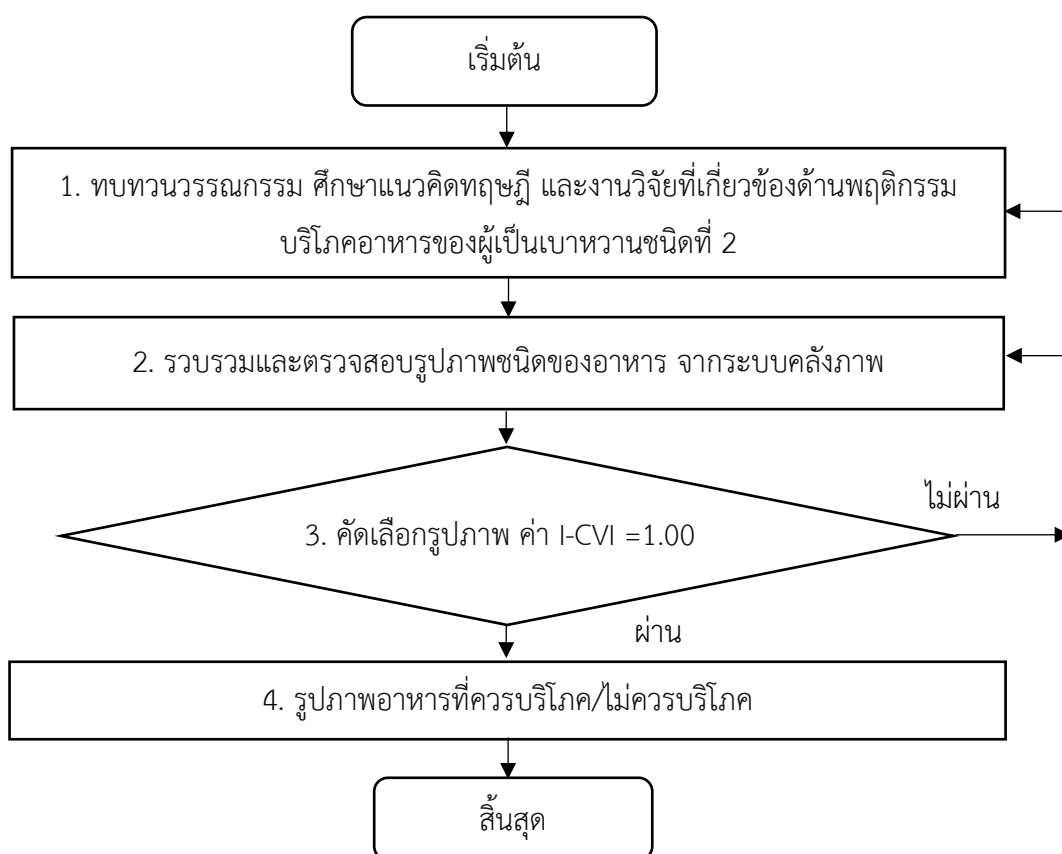 เริ่มต้น
1. ทบทวนวรรณกรรม ศึกษาแนวคิดทฤษฎี และงานวิจัยที่เกี่ยวข้องด้านพฤติกรรม
บริโภคอาหารของผู้เป็นเบาหวานชนิดที่ 2
2. รวบรวมและตรวจสอบรูปภาพชนิดของอาหาร จากระบบคลังภาพ
ไม่ผ่าน
3. คัดเลือกรูปภาพ ค่า I-CVI =1.00
ผ่าน
4. รูปภาพอาหารที่ควรบริโภค/ไม่ควรบริโภค
สิ้นสุด